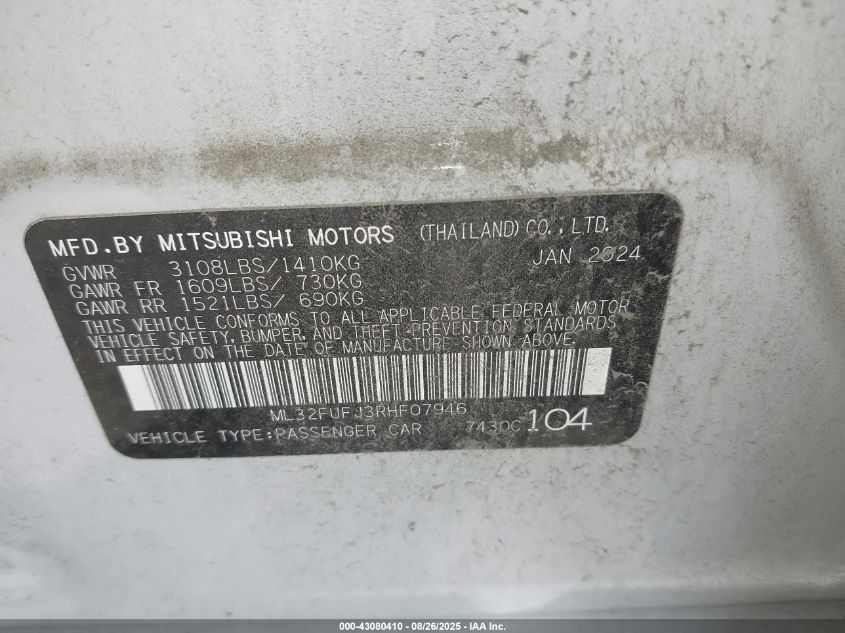 MFD.BY MITSUBISHI MOTORS (THAILAND) CO., LTD.
GVWR 3108LBS/1410KG JAN 2024
GAWR FR 1609LBS/ 730KG
GAWR RR 1521LBS/ 690KG
THIS VEHICLE CONFORMS TO ALL APPLICABLE FEDERAL MOTOR
VEHICLE SAFETY, BUMPER, AND THEFT PREVENTION STANDARDS
IN EFFECT ON THE DATE OF MANUFACTURE SHOWN ABOVE.
ML32FUFJ3RHF07946
VEHICLE TYPE:PASSENGER CAR 7430C 104
000-43080410 - 08/26/2025 - IAA Inc.